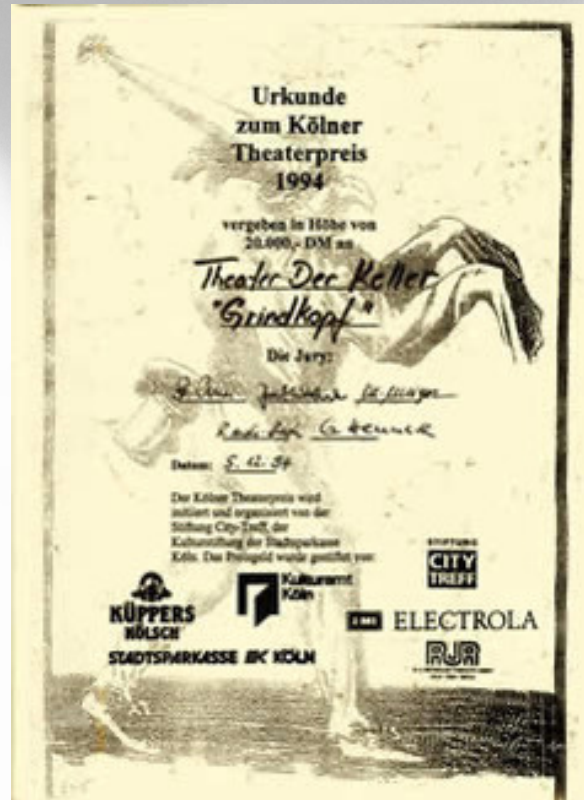 Urkunde
zum Kölner
Theaterpreis
1994
vergeben in Höhe von
20.000,- DM an
Theater Der Keller
"Grindkopf"
Die Jury:
Datum: 5.12.94
Der Kölner Theaterpreis wird
initiiert und organisiert von der
Stiftung City-Treff, der
Kulturstiftung der Stadtsparkasse
Köln. Das Preisgeld wurde gestiftet von:
STIFTUNG
CITY
TREFF
Kulturamt
Köln
KÜPPERS
KÖLSCH
EMI ELECTROLA
STADTSPARKASSE KÖLN
RJR